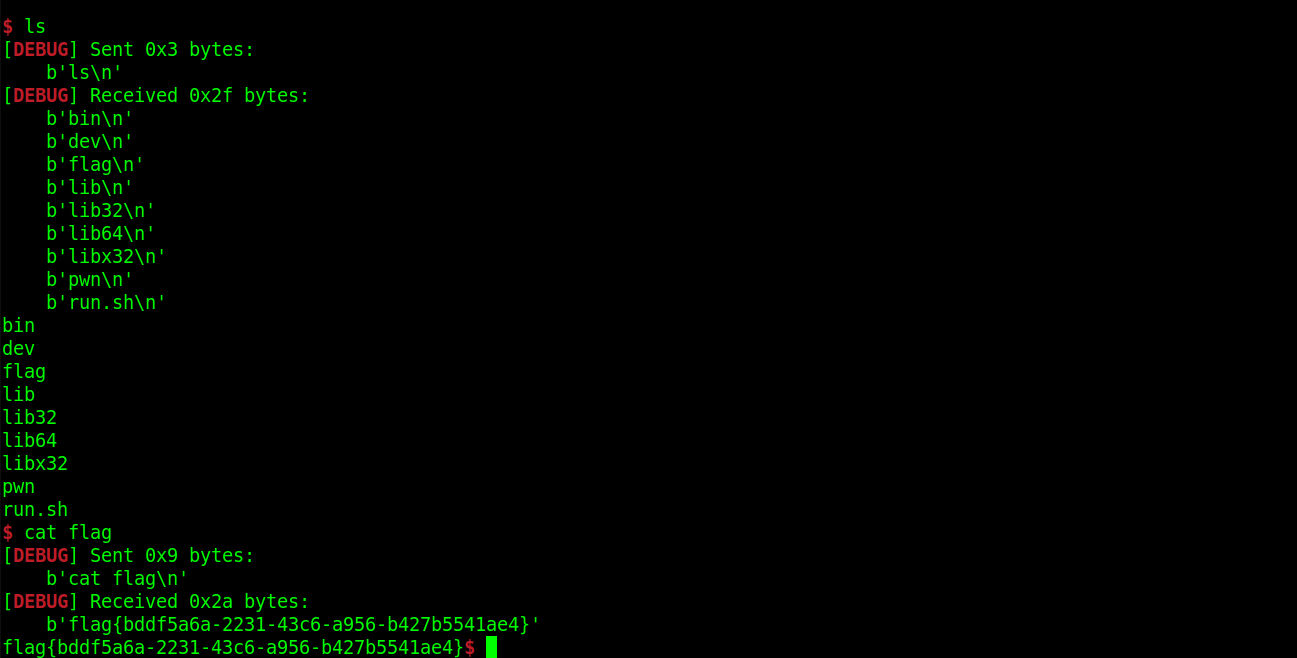 $ ls
[DEBUG] Sent 0x3 bytes:
    b'ls\n'
[DEBUG] Received 0x2f bytes:
    b'bin\n'
    b'dev\n'
    b'flag\n'
    b'lib\n'
    b'lib32\n'
    b'lib64\n'
    b'libx32\n'
    b'pwn\n'
    b'run.sh\n'
bin
dev
flag
lib
lib32
lib64
libx32
pwn
run.sh
$ cat flag
[DEBUG] Sent 0x9 bytes:
    b'cat flag\n'
[DEBUG] Received 0x2a bytes:
    b'flag{bddf5a6a-2231-43c6-a956-b427b5541ae4}'
flag{bddf5a6a-2231-43c6-a956-b427b5541ae4}$